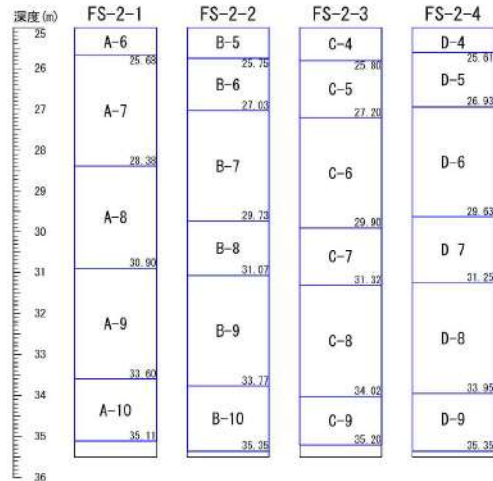 深度(m) FS-2-1 FS-2-2 FS-2-3 FS-2-4
25
26
27
28
29
30
31
32
33
34
35
36
A-6
25.68
A-7
28.38
A-8
30.90
A-9
33.60
A-10
35.11
B-5
25.75
B-6
27.03
B-7
29.73
B-8
31.07
B-9
33.77
B-10
35.35
C-4
25.80
C-5
27.20
C-6
29.90
C-7
31.32
C-8
34.02
C-9
35.20
D-4
25.61
D-5
26.93
D-6
29.63
D 7
31.25
D-8
33.95
D-9
35.35